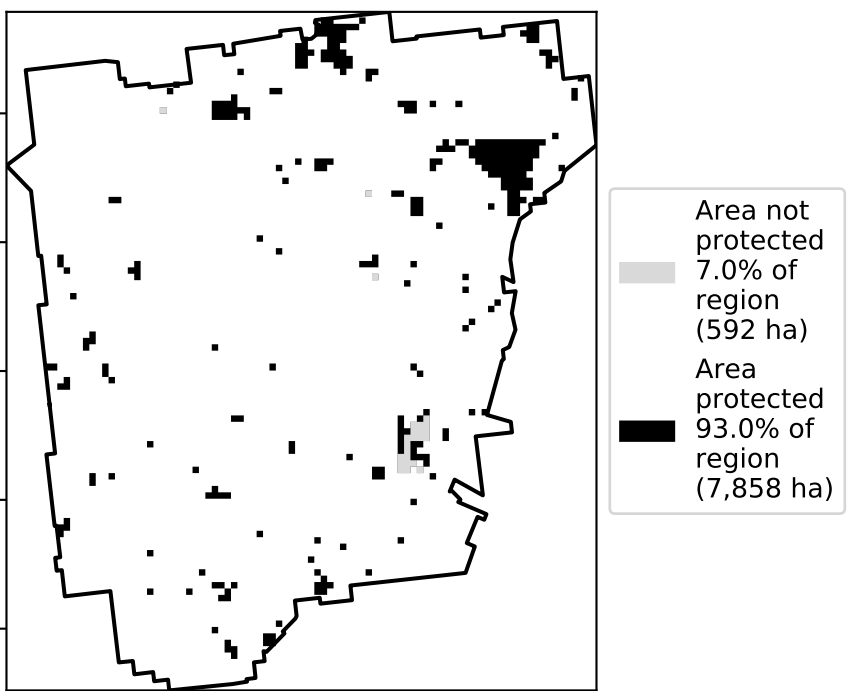 Area not
protected
7.0% of
region
(592 ha)
Area
protected
93.0% of
region
(7,858 ha)